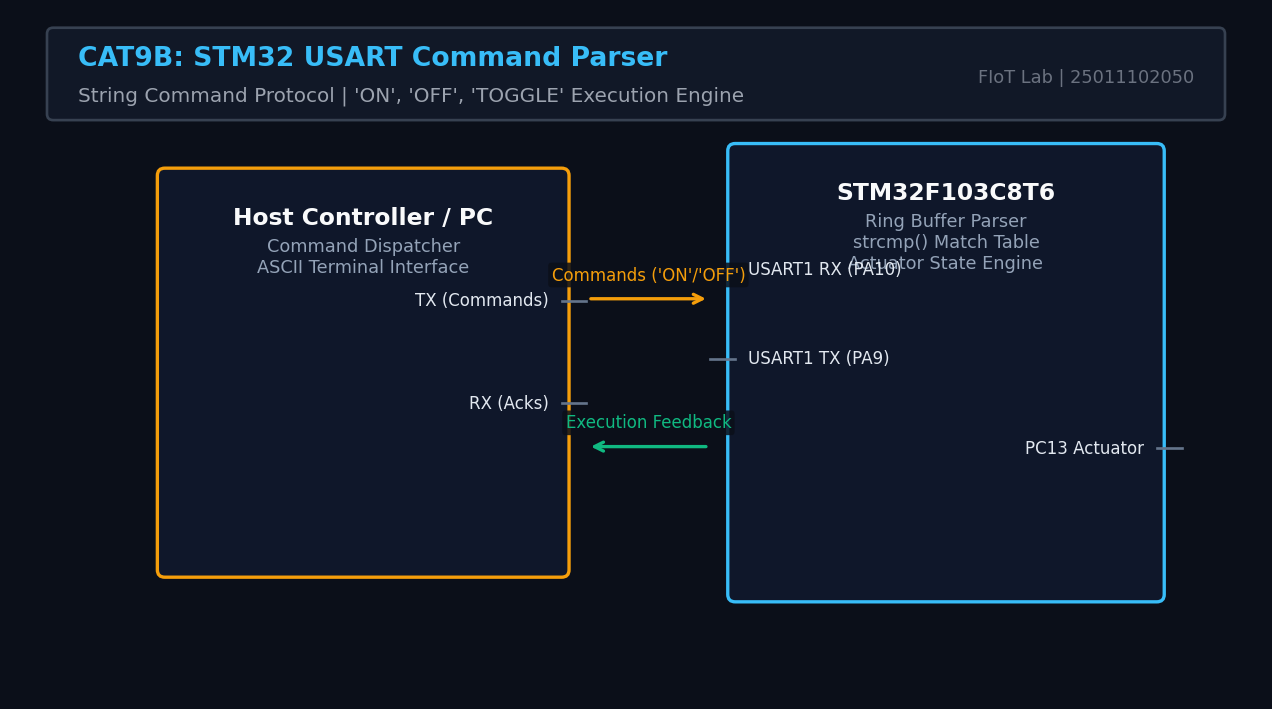 CAT9B: STM32 USART Command Parser
String Command Protocol | 'ON', 'OFF', 'TOGGLE' Execution Engine
FIoT Lab | 25011102050
Host Controller / PC
Command Dispatcher
ASCII Terminal Interface
TX (Commands)
RX (Acks)
Commands ('ON'/'OFF')
Execution Feedback
STM32F103C8T6
Ring Buffer Parser
strcmp() Match Table
Actuator State Engine
USART1 RX (PA10)
USART1 TX (PA9)
PC13 Actuator